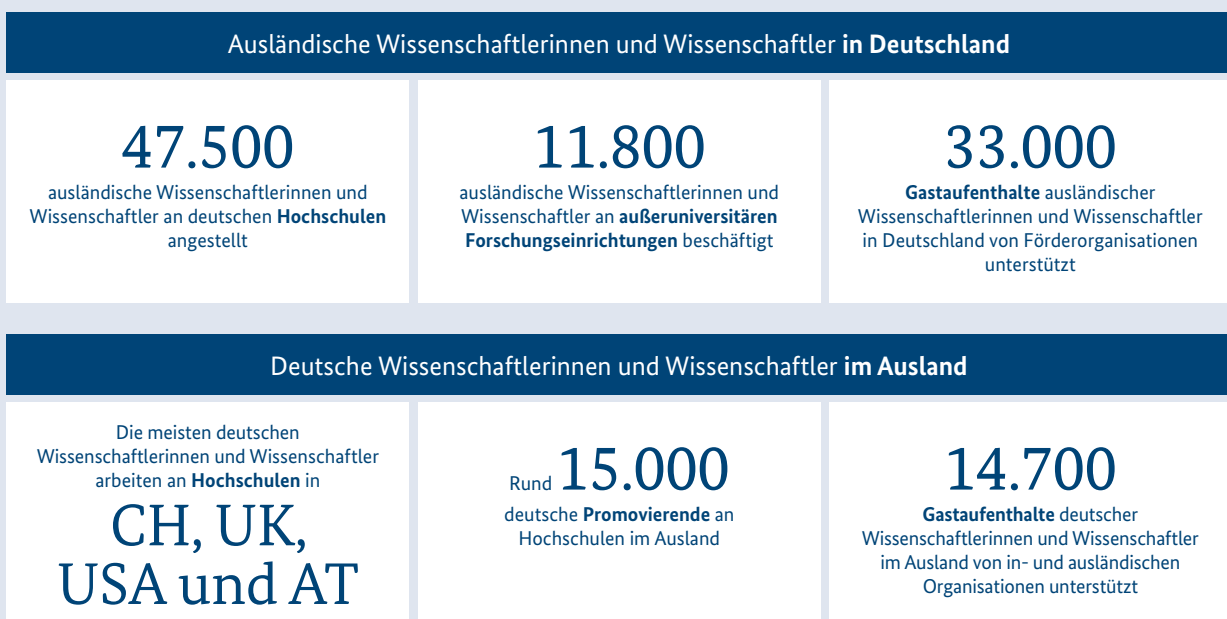 Ausländische Wissenschaftlerinnen und Wissenschaftler in Deutschland
47.500
ausländische Wissenschaftlerinnen und
Wissenschaftler an deutschen Hochschulen
angestellt
11.800
ausländische Wissenschaftlerinnen und
Wissenschaftler an außeruniversitären
Forschungseinrichtungen beschäftigt
33.000
Gastaufenthalte ausländischer
Wissenschaftlerinnen und Wissenschaftler
in Deutschland von Förderorganisationen
unterstützt
Deutsche Wissenschaftlerinnen und Wissenschaftler im Ausland
Die meisten deutschen
Wissenschaftlerinnen und Wissenschaftler
arbeiten an Hochschulen in
CH, UK,
USA und AT
Rund 15.000
deutsche Promovierende an
Hochschulen im Ausland
14.700
Gastaufenthalte deutscher
Wissenschaftlerinnen und Wissenschaftler
im Ausland von in- und ausländischen
Organisationen unterstützt